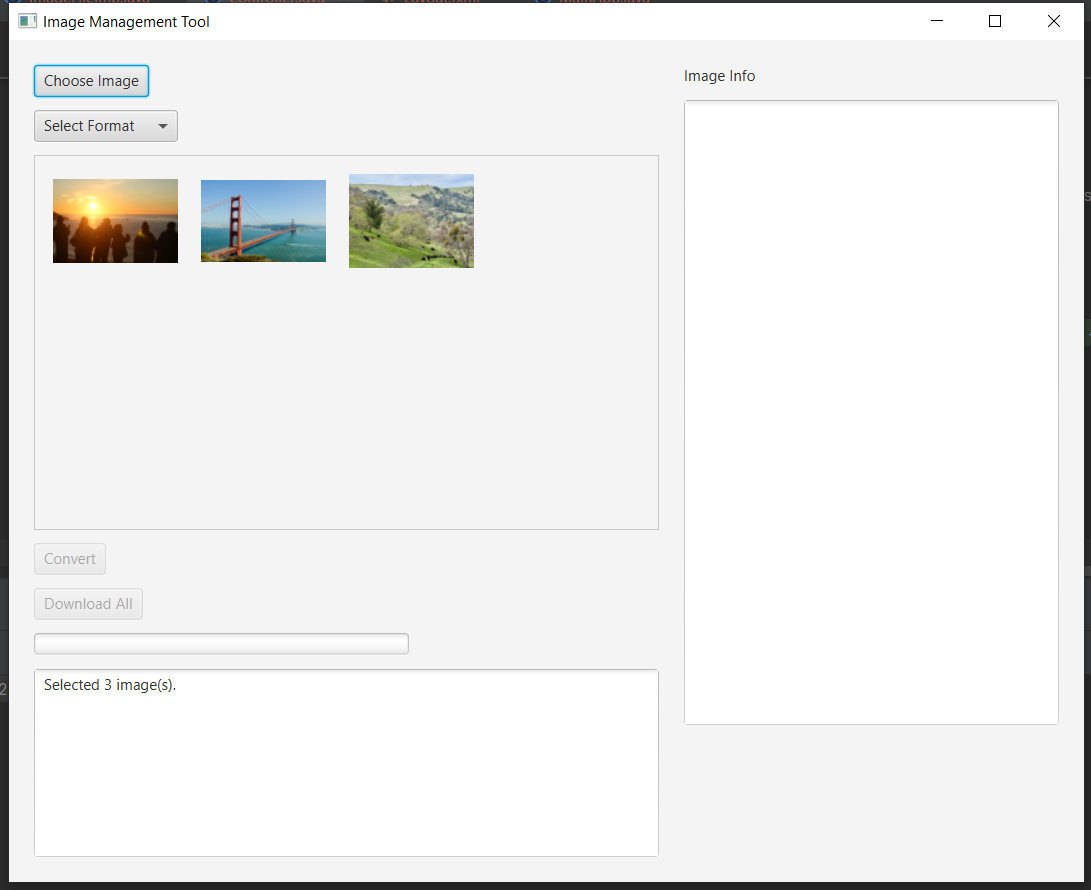 Image Management Tool
Choose Image
Select Format
Image Info
Convert
Download All
Selected 3 image(s).